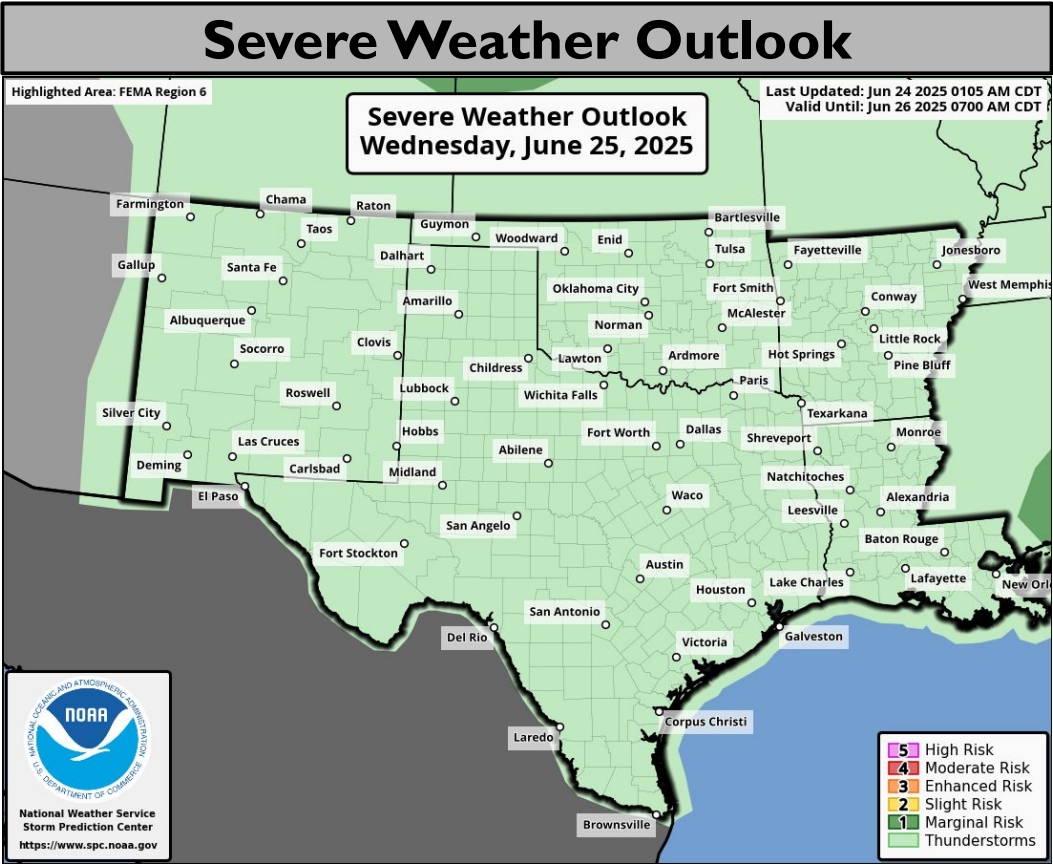 Severe Weather Outlook
Highlighted Area: FEMA Region 6
Last Updated: Jun 24 2025 0105 AM CDT
Valid Until: Jun 26 2025 0700 AM CDT
Severe Weather Outlook
Wednesday, June 25, 2025
Farmington
Chama
Raton
Taos
Guymon
Woodward
Enid
Bartlesville
Tulsa
Fayetteville
Jonesboro
Gallup
Santa Fe
Dalhart
Oklahoma City
Fort Smith
Conway
West Memphis
Albuquerque
Amarillo
Norman
McAlester
Little Rock
Socorro
Clovis
Childress
Lawton
Ardmore
Hot Springs
Pine Bluff
Roswell
Lubbock
Wichita Falls
Paris
Texarkana
Silver City
Las Cruces
Hobbs
Abilene
Fort Worth
Dallas
Shreveport
Monroe
Deming
Carlsbad
Midland
Natchitoches
El Paso
San Angelo
Waco
Leesville
Alexandria
Fort Stockton
Austin
Baton Rouge
Houston
Lake Charles
Lafayette
New Orl
Del Rio
San Antonio
Victoria
Galveston
Laredo
Corpus Christi
Brownsville
NATIONAL OCEANIC AND ATMOSPHERIC ADMINISTRATION
NOAA
U.S. DEPARTMENT OF COMMERCE
National Weather Service
Storm Prediction Center
https://www.spc.noaa.gov
5 High Risk
4 Moderate Risk
3 Enhanced Risk
2 Slight Risk
1 Marginal Risk
Thunderstorms